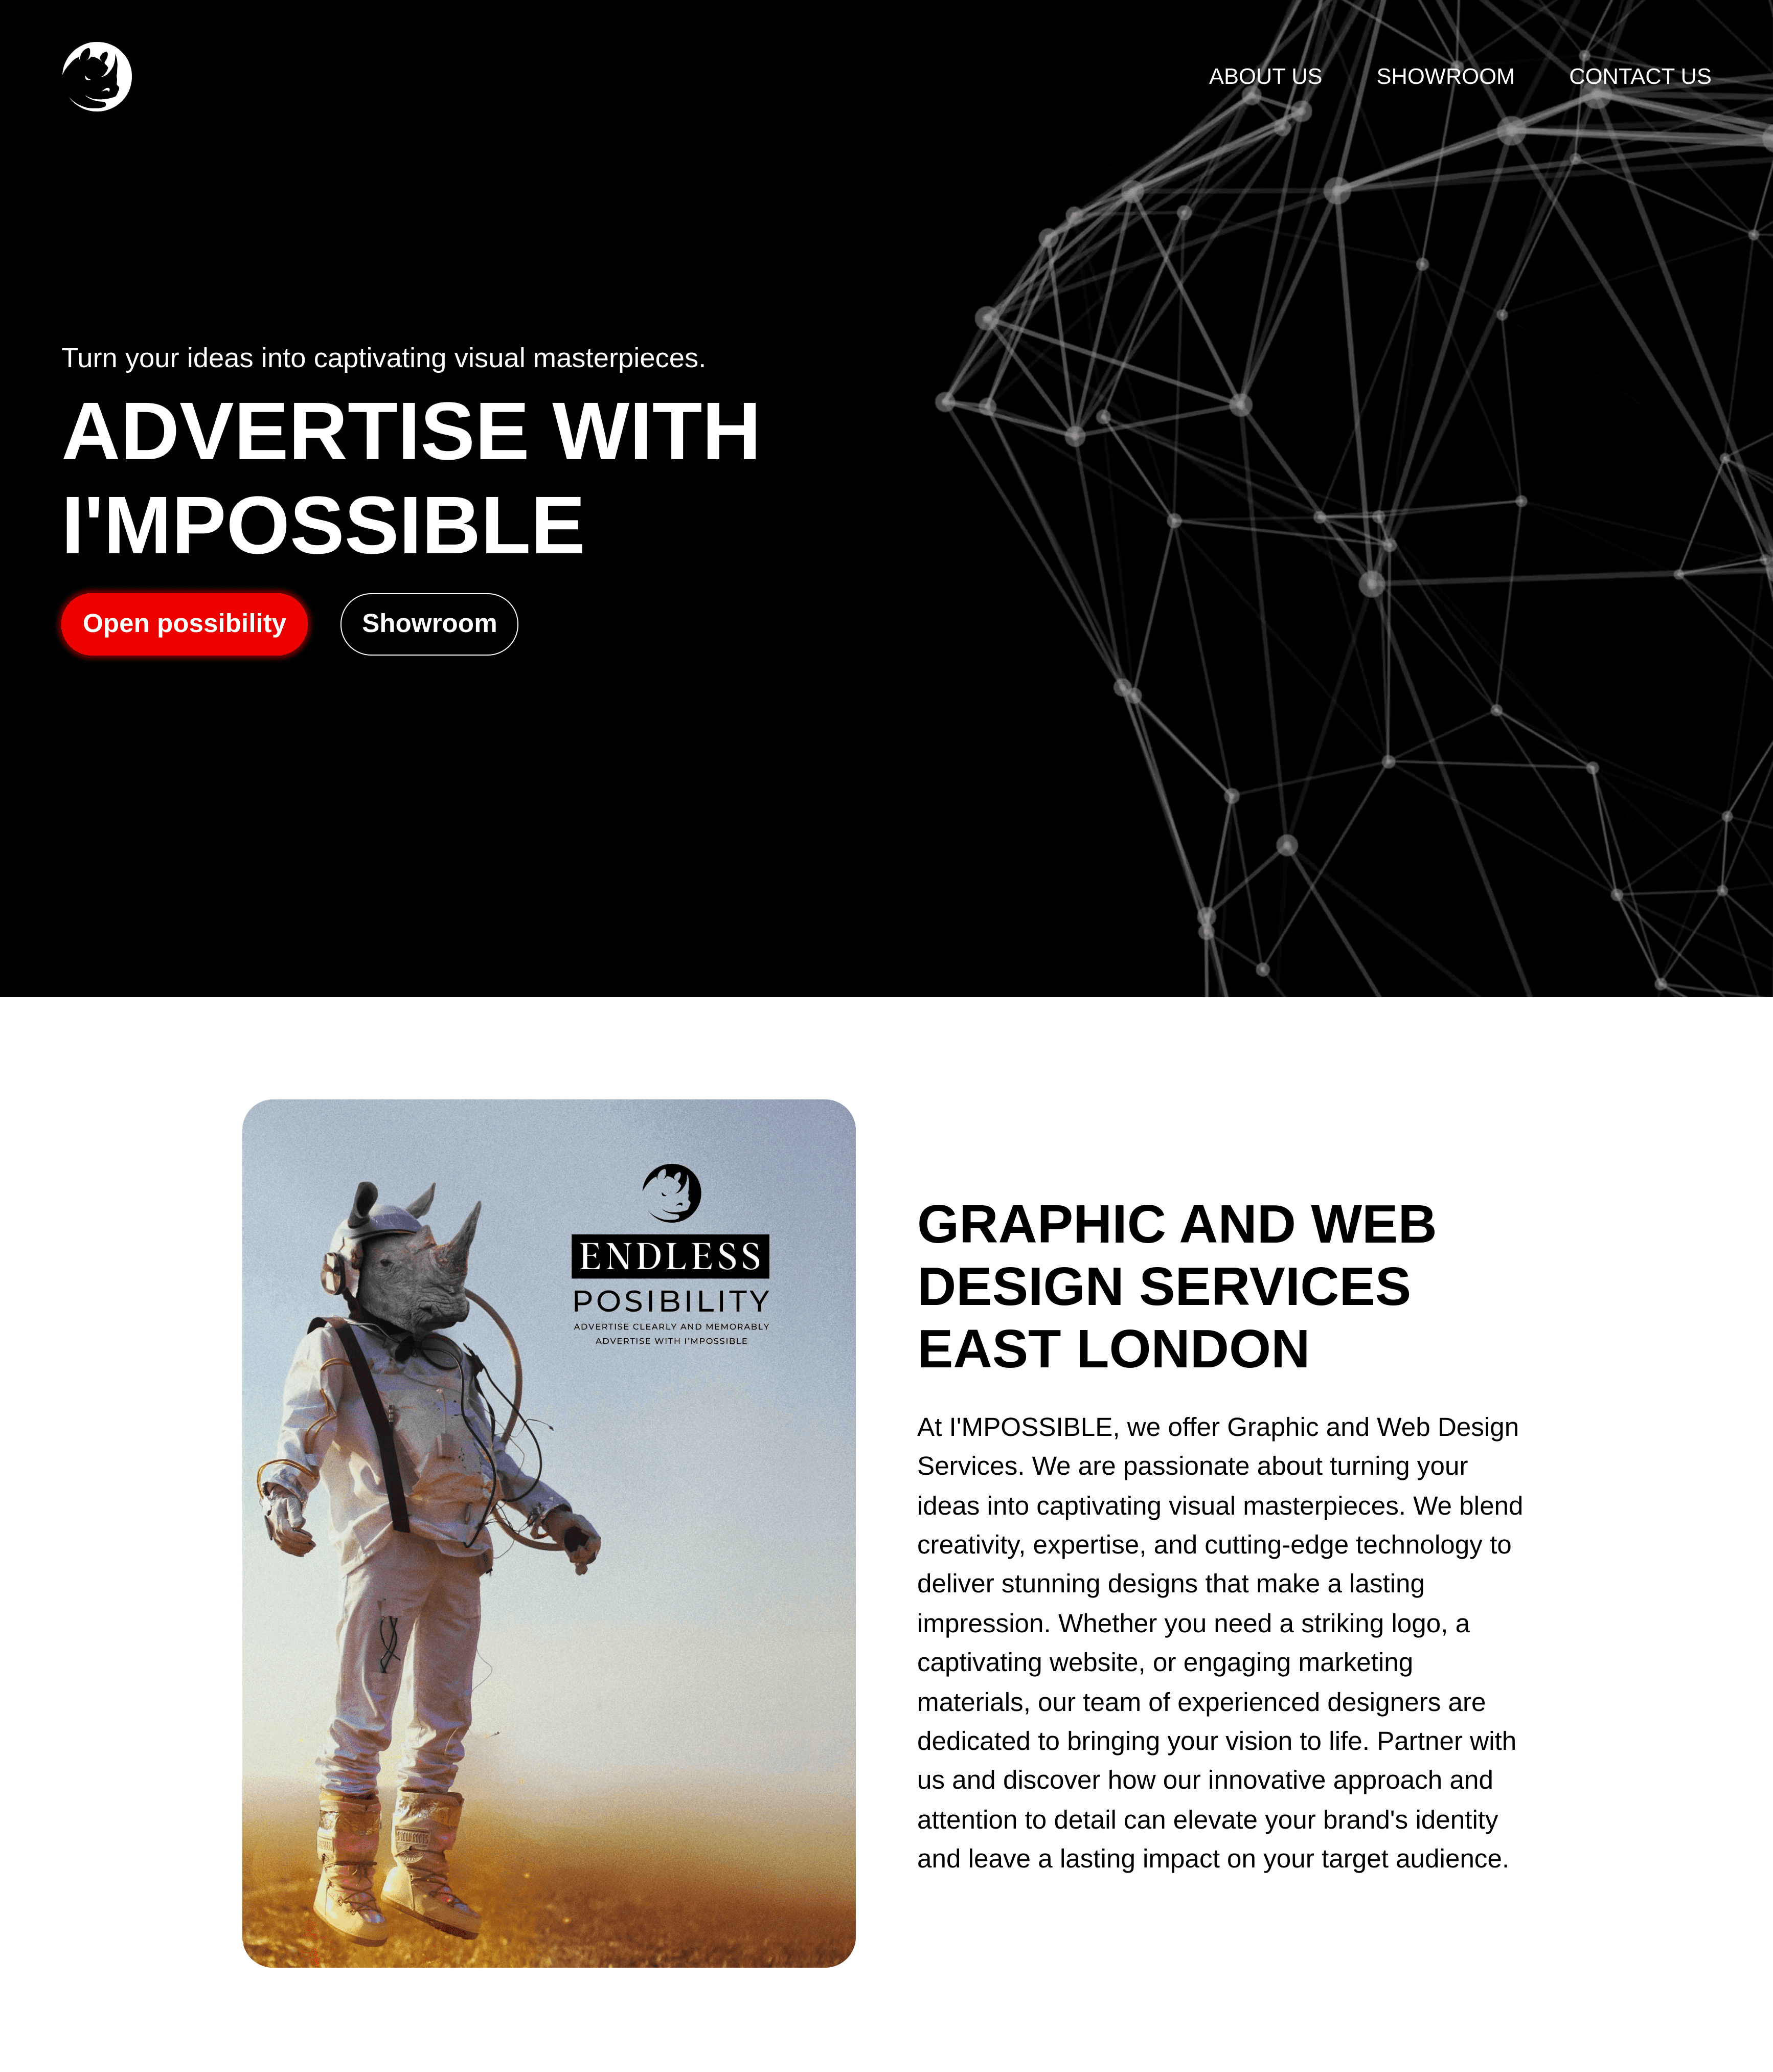 ABOUT US
SHOWROOM
CONTACT US
Turn your ideas into captivating visual masterpieces.
ADVERTISE WITH
I'MPOSSIBLE
Open possibility
Showroom
ENDLESS
POSIBILITY
ADVERTISE CLEARLY AND MEMORABLY
ADVERTISE WITH I'MPOSSIBLE
GRAPHIC AND WEB
DESIGN SERVICES
EAST LONDON
At I'MPOSSIBLE, we offer Graphic and Web Design
Services. We are passionate about turning your
ideas into captivating visual masterpieces. We blend
creativity, expertise, and cutting-edge technology to
deliver stunning designs that make a lasting
impression. Whether you need a striking logo, a
captivating website, or engaging marketing
materials, our team of experienced designers are
dedicated to bringing your vision to life. Partner with
us and discover how our innovative approach and
attention to detail can elevate your brand's identity
and leave a lasting impact on your target audience.